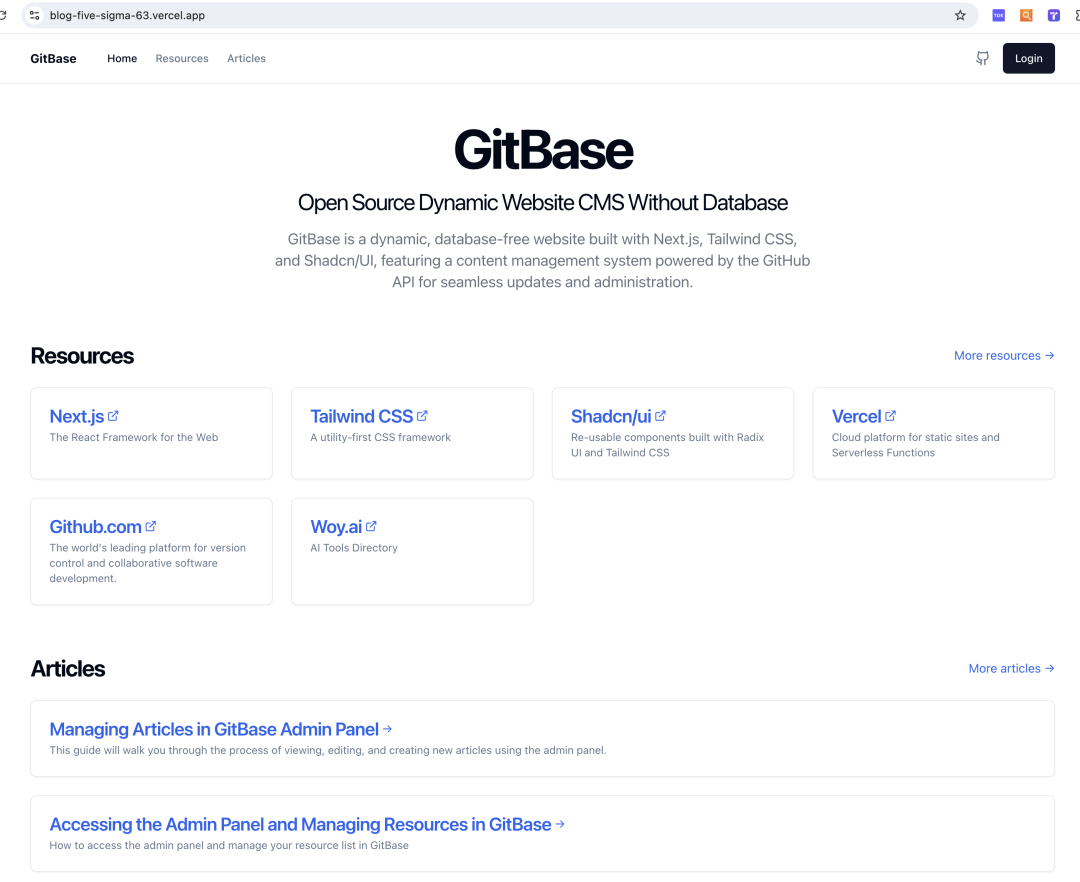 blog-five-sigma-63.vercel.app
GitBase
Home
Resources
Articles
Login
GitBase
Open Source Dynamic Website CMS Without Database
GitBase is a dynamic, database-free website built with Next.js, Tailwind CSS,
and Shadcn/UI, featuring a content management system powered by the GitHub
API for seamless updates and administration.
Resources
More resources →
Next.js
The React Framework for the Web
Tailwind CSS
A utility-first CSS framework
Shadcn/ui
Re-usable components built with Radix
UI and Tailwind CSS
Vercel
Cloud platform for static sites and
Serverless Functions
Github.com
The world's leading platform for version
control and collaborative software
development.
Woy.ai
AI Tools Directory
Articles
More articles →
Managing Articles in GitBase Admin Panel →
This guide will walk you through the process of viewing, editing, and creating new articles using the admin panel.
Accessing the Admin Panel and Managing Resources in GitBase →
How to access the admin panel and manage your resource list in GitBase